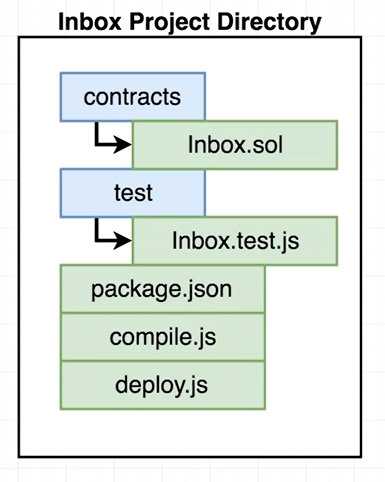 Inbox Project Directory
contracts
Inbox.sol
test
Inbox.test.js
package.json
compile.js
deploy.js